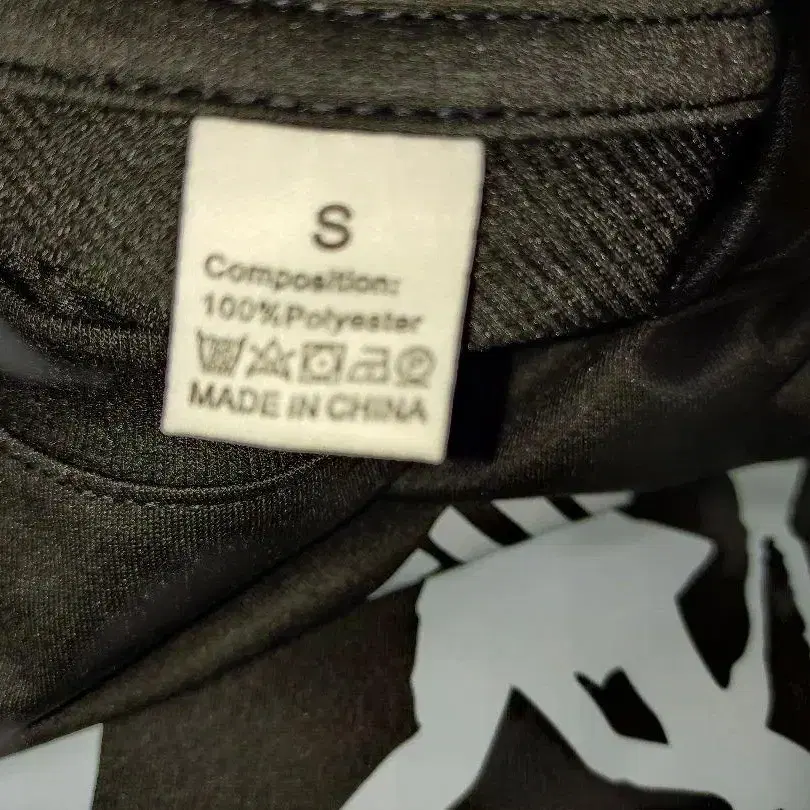 S
Composition:
100%Polyester
MADE IN CHINA